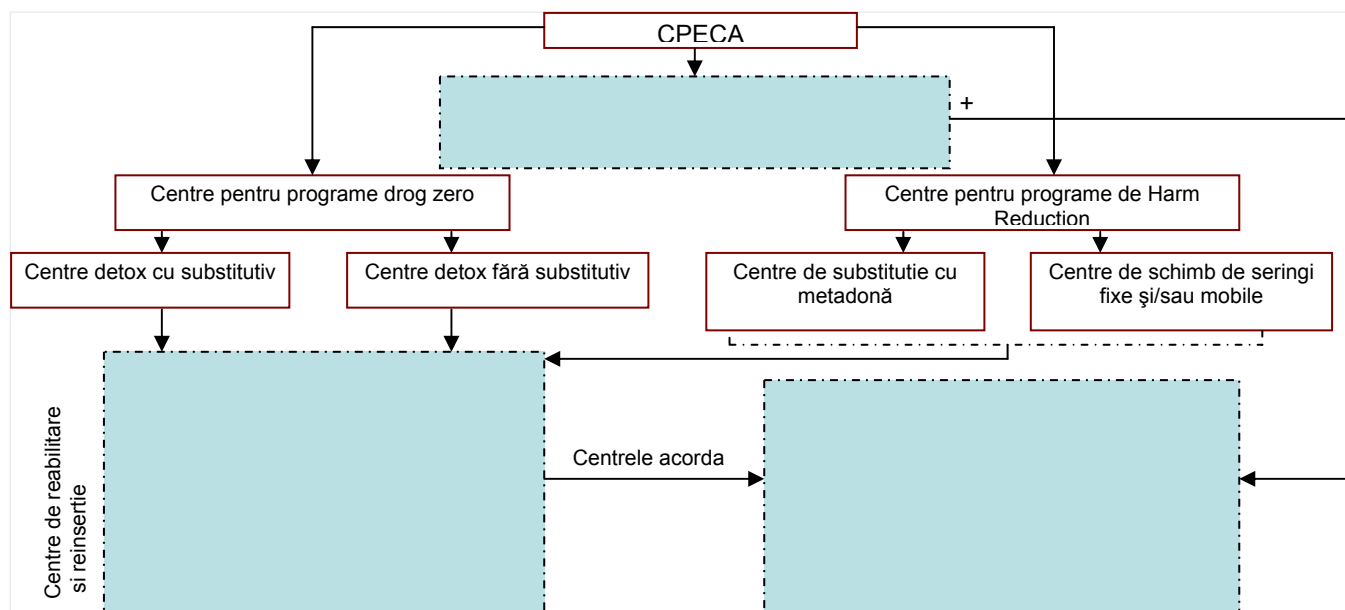 CPECA
+
Centre pentru programe drog zero
Centre pentru programe de Harm
Reduction
Centre detox cu substitutiv
Centre detox fără substitutiv
Centre de substitutie cu
metadonă
Centre de schimb de seringi
fixe şi/sau mobile
Centre de reabilitare
si reinsertie
Centrele acorda